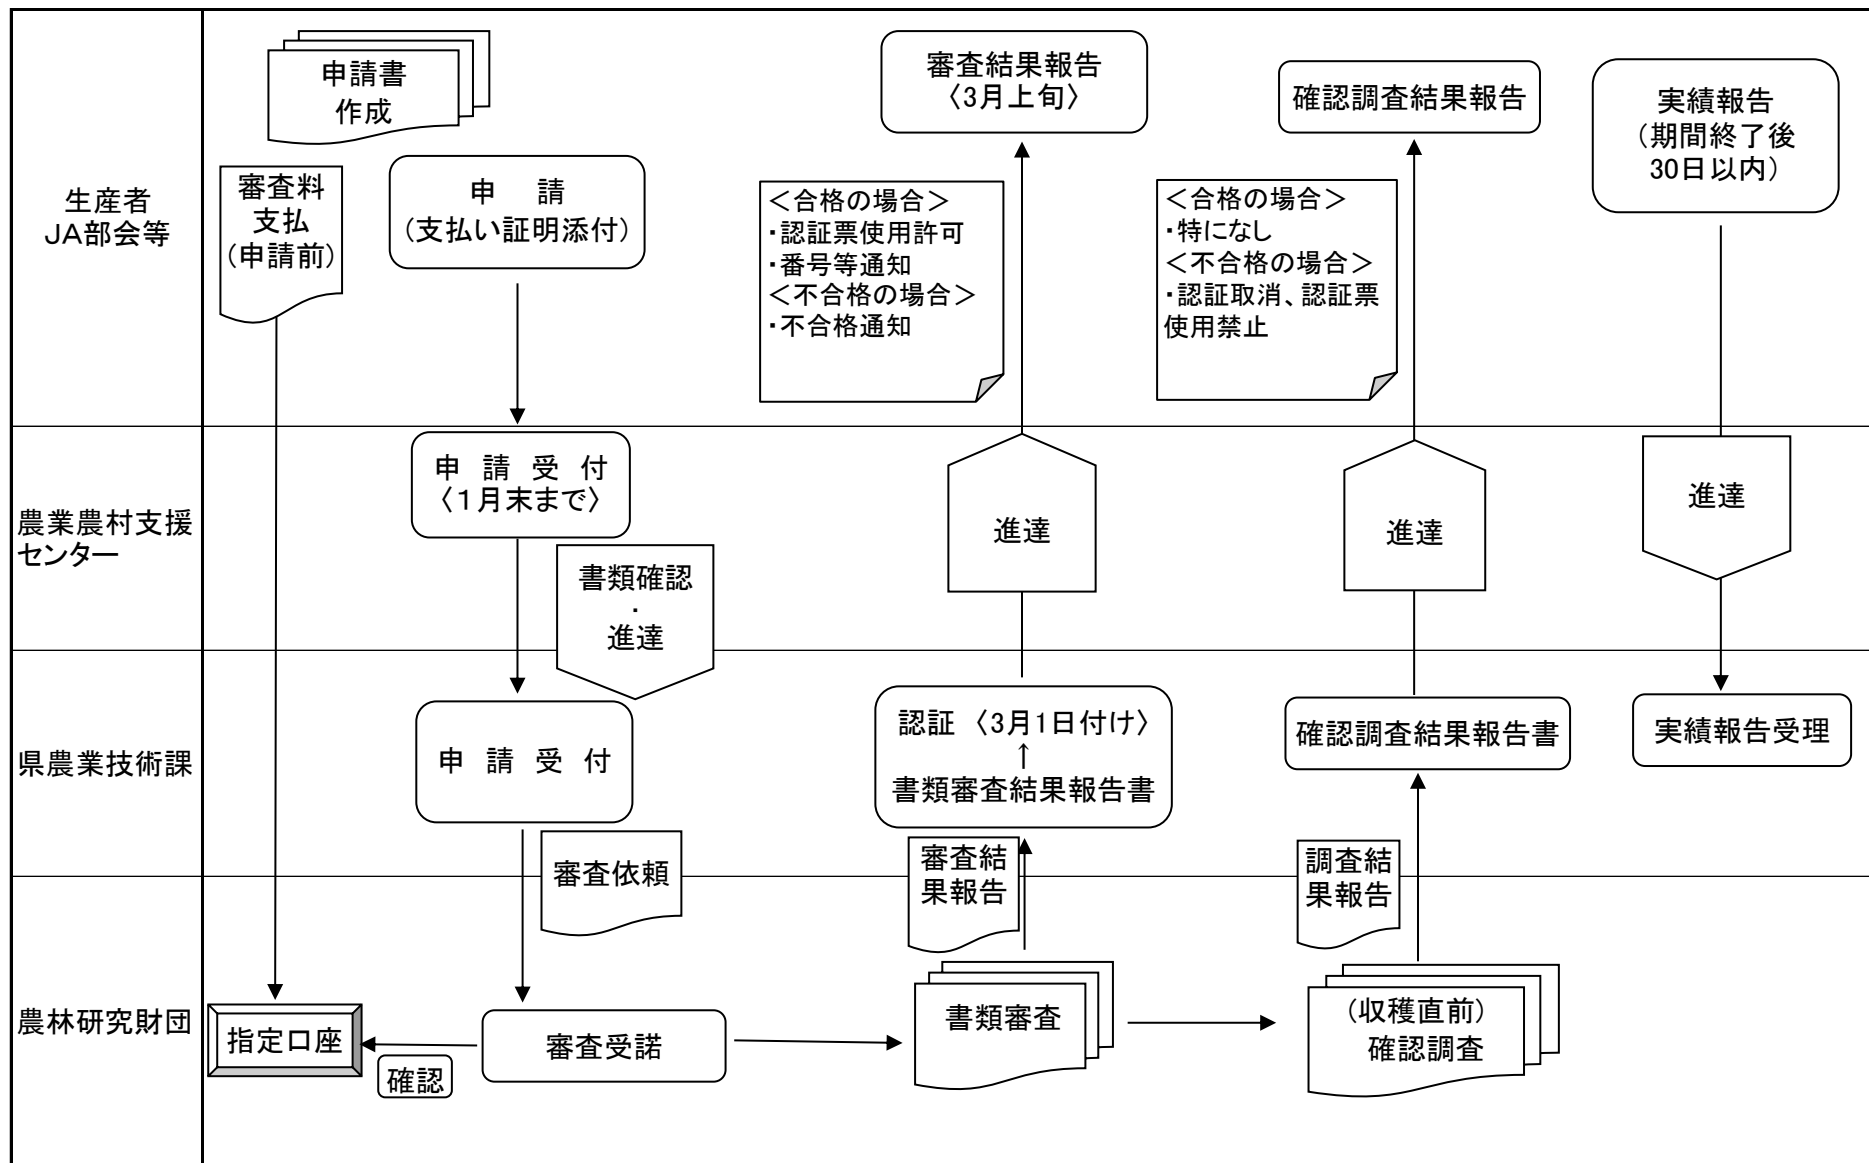 生産者
JA部会等
申請書
作成
審査料
支払
(申請前)
申　請
(支払い証明添付)
審査結果報告
〈3月上旬〉
＜合格の場合＞
・認証票使用許可
・番号等通知
＜不合格の場合＞
・不合格通知
確認調査結果報告
＜合格の場合＞
・特になし
＜不合格の場合＞
・認証取消、認証票
使用禁止
実績報告
(期間終了後
30日以内)
農業農村支援
センター
申 請 受 付
〈1月末まで〉
書類確認
・
進達
進達
進達
進達
県農業技術課
申 請 受 付
審査依頼
認証 〈3月1日付け〉
↑
書類審査結果報告書
審査結
果報告
確認調査結果報告書
調査結
果報告
実績報告受理
農林研究財団
指定口座
確認
審査受諾
書類審査
(収穫直前)
確認調査